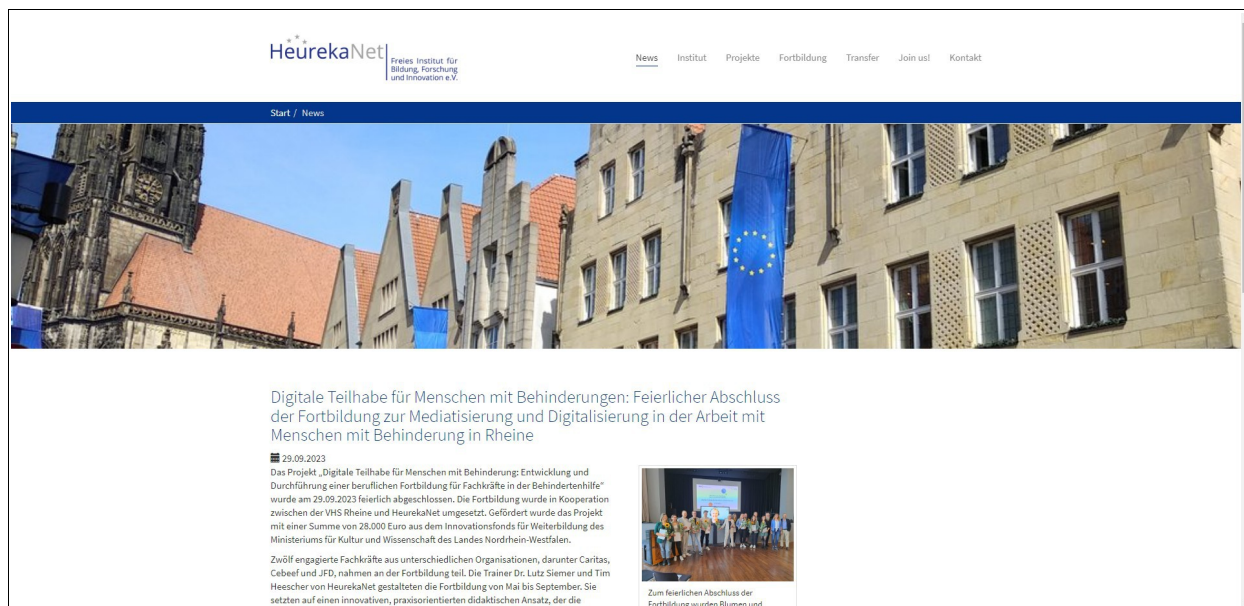 HeurekaNet
Freies Institut für
Bildung, Forschung
und Innovation e.V.
News Institut Projekte Fortbildung Transfer Join us! Kontakt
Start / News
Digitale Teilhabe für Menschen mit Behinderungen: Feierlicher Abschluss
der Fortbildung zur Mediatisierung und Digitalisierung in der Arbeit mit
Menschen mit Behinderung in Rheine
29.09.2023
Das Projekt „Digitale Teilhabe für Menschen mit Behinderung: Entwicklung und
Durchführung einer beruflichen Fortbildung für Fachkräfte in der Behindertenhilfe"
wurde am 29.09.2023 feierlich abgeschlossen. Die Fortbildung wurde in Kooperation
zwischen der VHS Rheine und HeurekaNet umgesetzt. Gefördert wurde das Projekt
mit einer Summe von 28.000 Euro aus dem Innovationsfonds für Weiterbildung des
Ministeriums für Kultur und Wissenschaft des Landes Nordrhein-Westfalen.
Zwölf engagierte Fachkräfte aus unterschiedlichen Organisationen, darunter Caritas,
Cebeef und JFD, nahmen an der Fortbildung teil. Die Trainer Dr. Lutz Siemer und Tim
Heescher von HeurekaNet gestalteten die Fortbildung von Mai bis September. Sie
setzten auf einen innovativen, praxisorientierten didaktischen Ansatz, der die
Zum feierlichen Abschluss der
Fortbildung wurden Blumen und